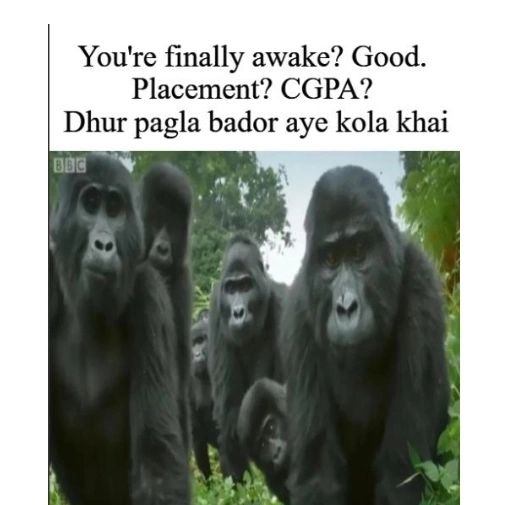 You're finally awake? Good.
Placement? CGPA?
Dhur pagla bador aye kola khai
BBC